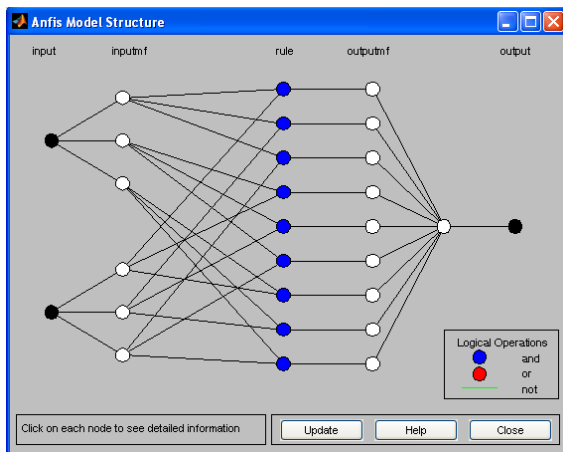 Anfis Model Structure
input inputmf rule outputmf output
Logical Operations
and
or
not
Click on each node to see detailed information
Update Help Close